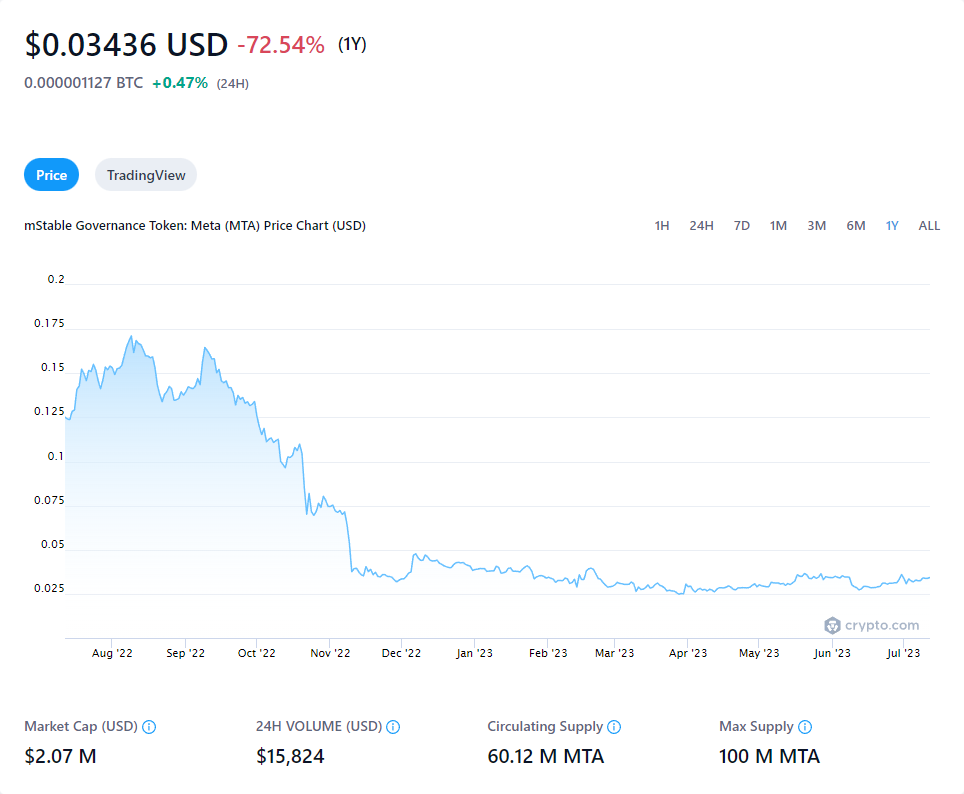 $0.03436 USD -72.54% (1Y)
0.000001127 BTC +0.47% (24H)
Price TradingView
mStable Governance Token: Meta (MTA) Price Chart (USD) 1H 24H 7D 1M 3M 6M 1Y ALL
0.2
0.175
0.15
0.125
0.1
0.075
0.05
0.025
crypto.com
Aug '22 Sep '22 Oct '22 Nov '22 Dec '22 Jan '23 Feb '23 Mar '23 Apr '23 May '23 Jun '23 Jul '23
Market Cap (USD) 24H VOLUME (USD) Circulating Supply Max Supply
$2.07 M $15,824 60.12 M MTA 100 M MTA